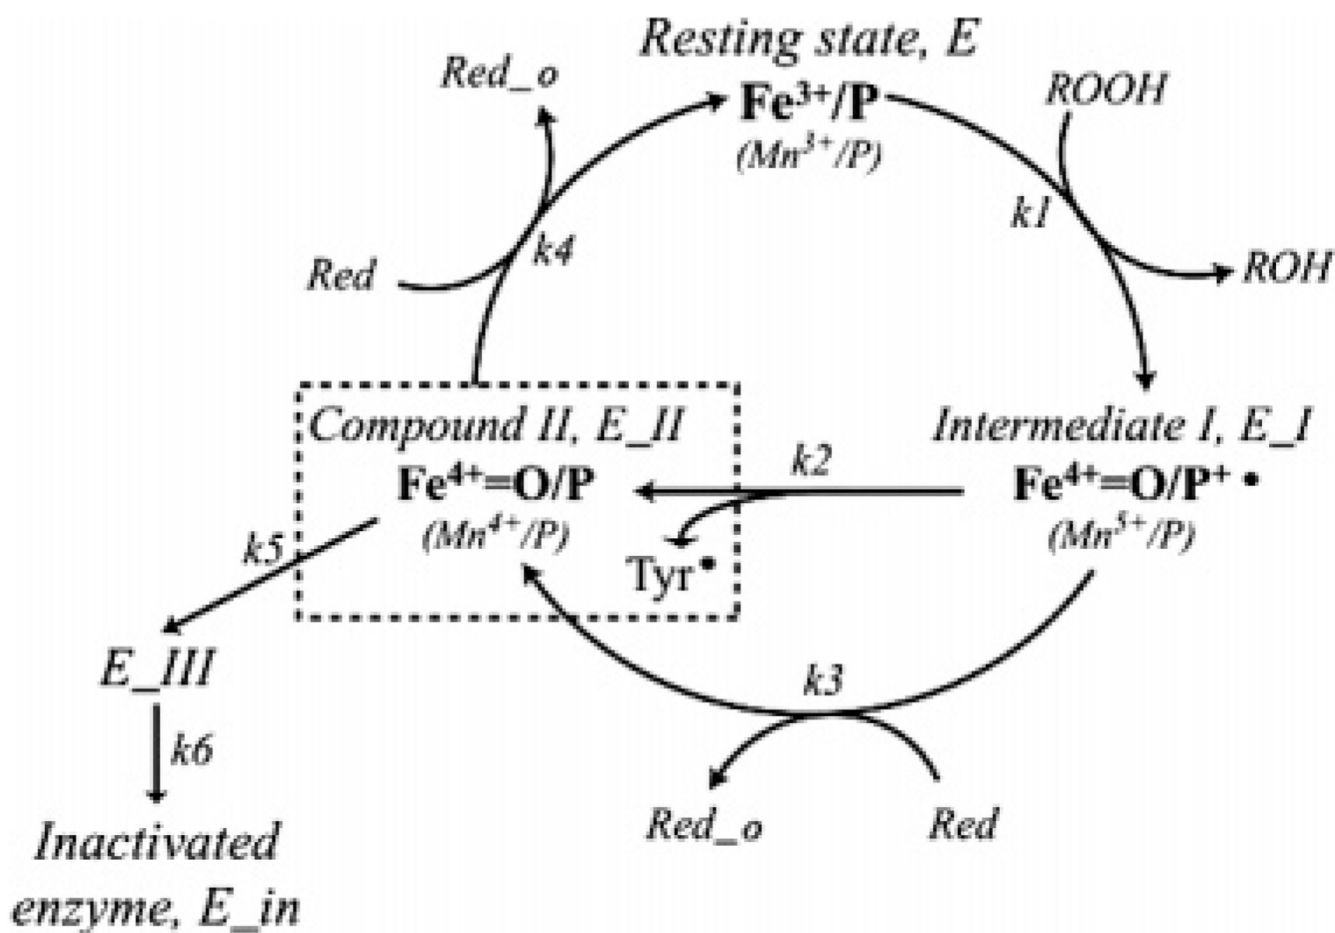 Resting state, E
Red_o
Fe³⁺/P
ROOH
(Mn³⁺/P)
k1
k4
Red
ROH
Compound II, E_II
Intermediate I, E_I
k2
Fe⁴⁺=O/P
Fe⁴⁺=O/P⁺ •
(Mn⁴⁺/P)
(Mn⁵⁺/P)
k5
Tyr•
E_III
k3
k6
Red_o
Red
Inactivated
enzyme, E_in